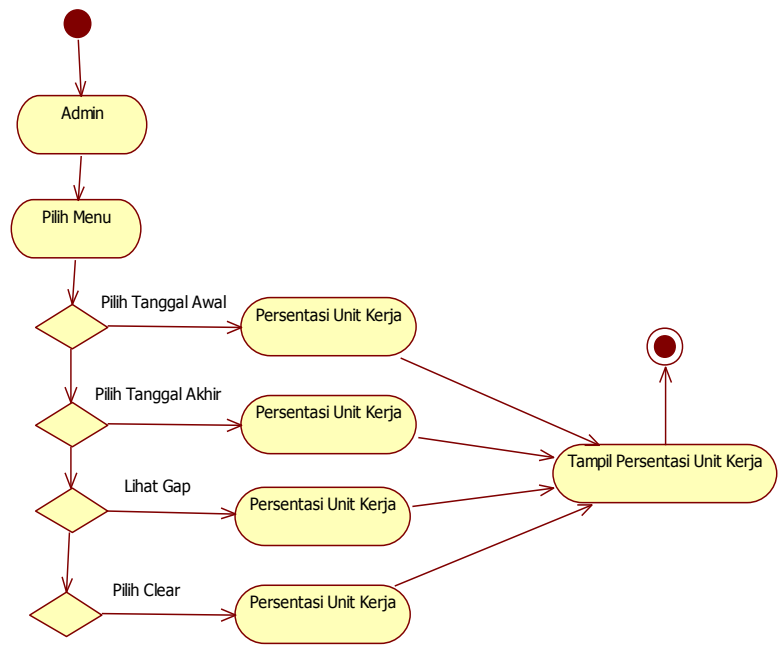 Admin
Pilih Menu
Pilih Tanggal Awal
Persentasi Unit Kerja
Pilih Tanggal Akhir
Persentasi Unit Kerja
Tampil Persentasi Unit Kerja
Lihat Gap
Persentasi Unit Kerja
Pilih Clear
Persentasi Unit Kerja